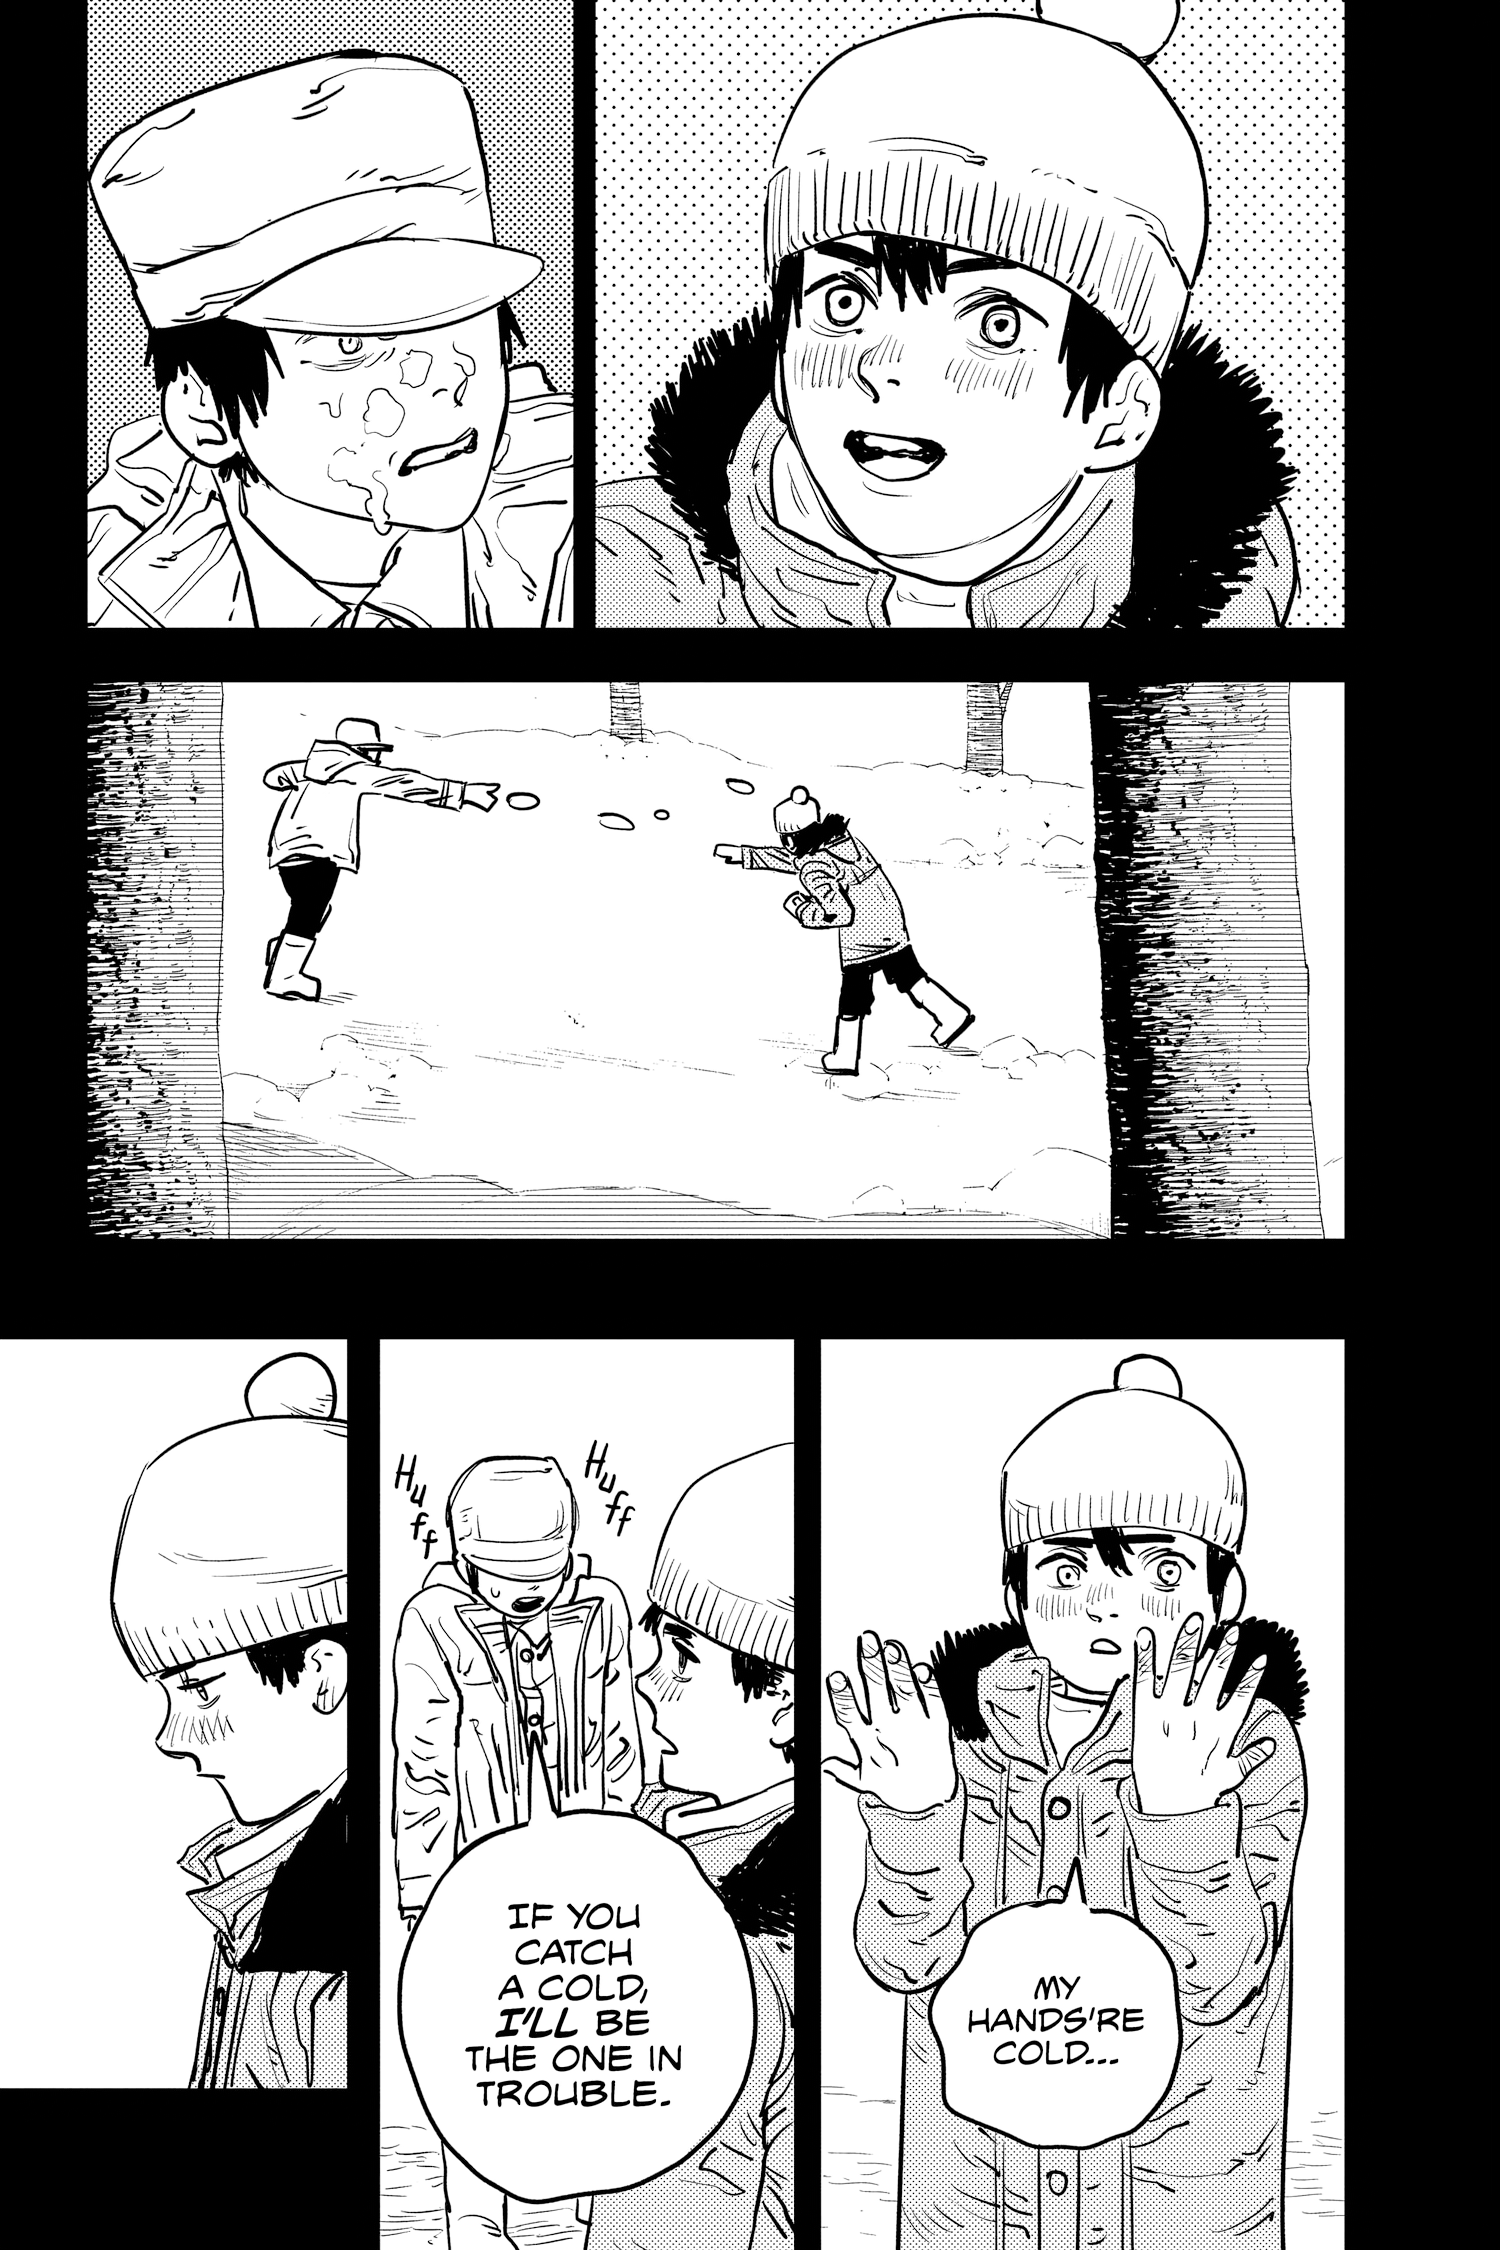 MY
HANDS'RE
COLD...
Huff
Huff
IF YOU
CATCH
A COLD,
I'LL BE
THE ONE IN
TROUBLE.